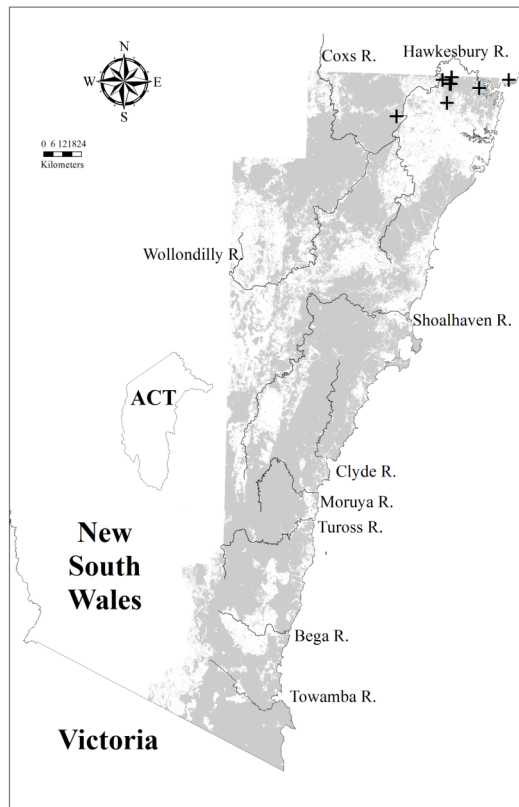 Coxs R.
Hawkesbury R.
N
W E
S
0 6 121824
Kilometers
Wollondilly R.
Shoalhaven R.
ACT
Clyde R.
Moruya R.
Tuross R.
New
South
Wales
Bega R.
Towamba R.
Victoria